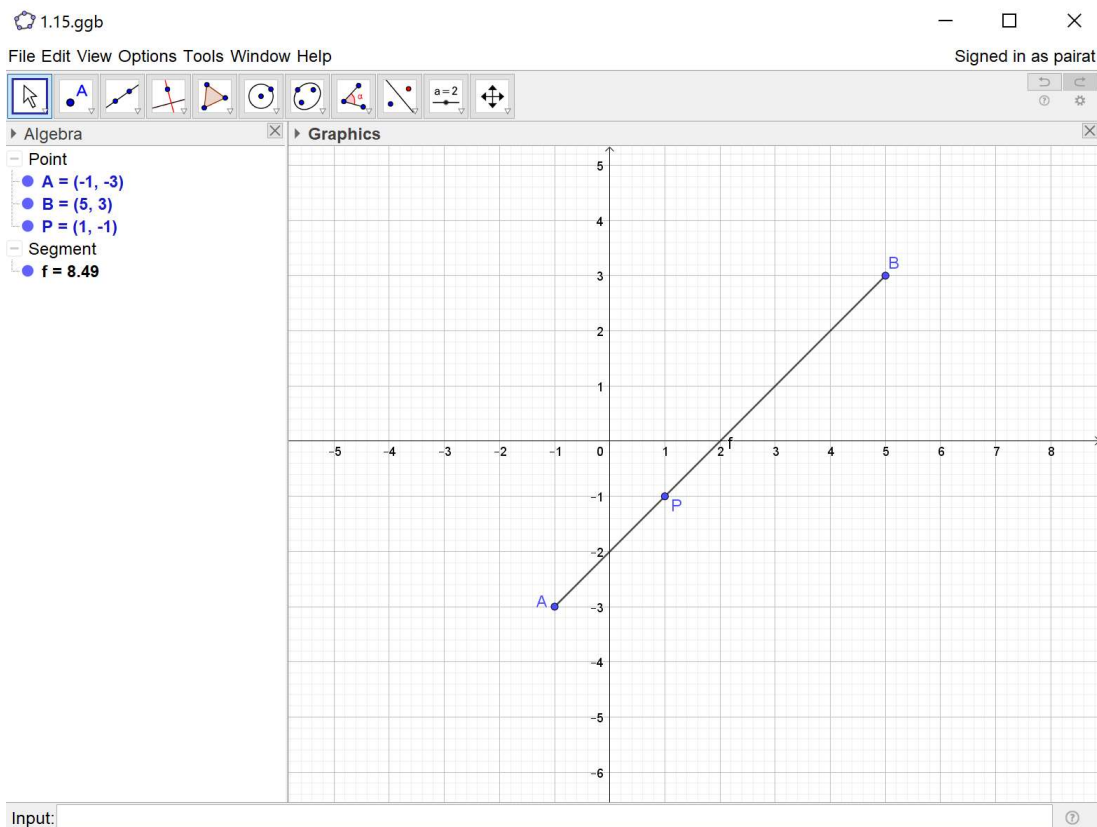 1.15.ggb
File Edit View Options Tools Window Help
Signed in as pairat
A
α
a=2
Algebra
Graphics
Point
A = (-1, -3)
B = (5, 3)
P = (1, -1)
Segment
f = 8.49
5
4
B
3
2
1
f
-5 -4 -3 -2 -1 0 1 2 3 4 5 6 7 8
-1
P
-2
A
-3
-4
-5
-6
Input: